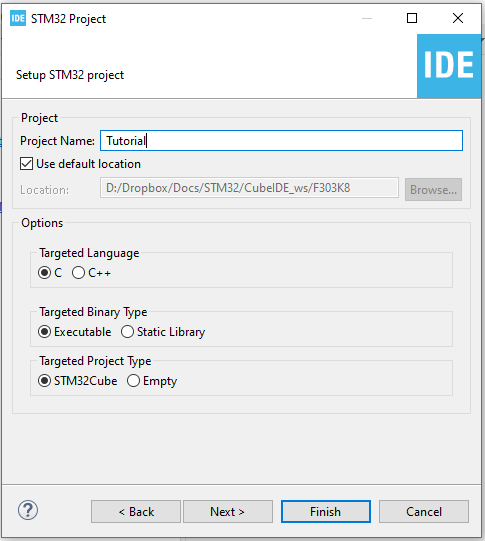 IDE STM32 Project
Setup STM32 project
IDE
Project
Project Name: Tutorial
Use default location
Location: D:/Dropbox/Docs/STM32/CubeIDE_ws/F303K8 Browse...
Options
Targeted Language
C C++
Targeted Binary Type
Executable Static Library
Targeted Project Type
STM32Cube Empty
? < Back Next > Finish Cancel